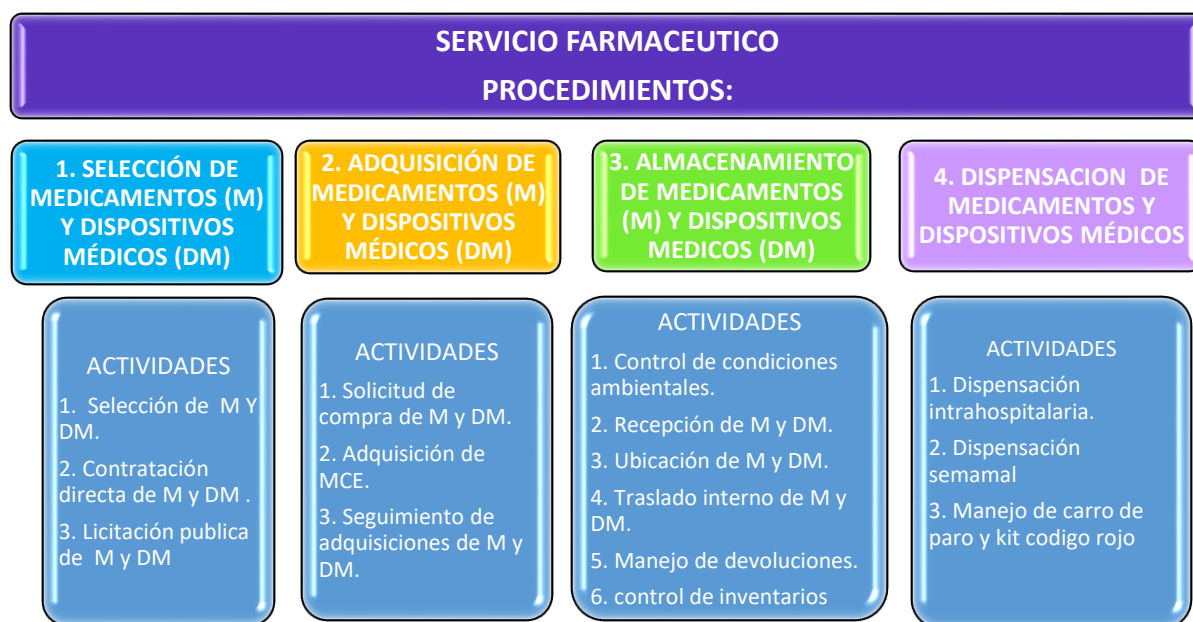 SERVICIO FARMACEUTICO
PROCEDIMIENTOS:
1. SELECCIÓN DE
MEDICAMENTOS (M)
Y DISPOSITIVOS
MÉDICOS (DM)
ACTIVIDADES
1. Selección de M Y
DM.
2. Contratación
directa de M y DM .
3. Licitación publica
de M y DM
2. ADQUISICIÓN DE
MEDICAMENTOS (M)
Y DISPOSITIVOS
MÉDICOS (DM)
ACTIVIDADES
1. Solicitud de
compra de M y DM.
2. Adquisición de
MCE.
3. Seguimiento de
adquisiciones de M y
DM.
3. ALMACENAMIENTO
DE MEDICAMENTOS
(M) Y DISPOSITIVOS
MEDICOS (DM)
ACTIVIDADES
1. Control de condiciones
ambientales.
2. Recepción de M y DM.
3. Ubicación de M y DM.
4. Traslado interno de M y
DM.
5. Manejo de devoluciones.
6. control de inventarios
4. DISPENSACION DE
MEDICAMENTOS Y
DISPOSITIVOS MÉDICOS
ACTIVIDADES
1. Dispensación
intrahospitalaria.
2. Dispensación
semamal
3. Manejo de carro de
paro y kit codigo rojo